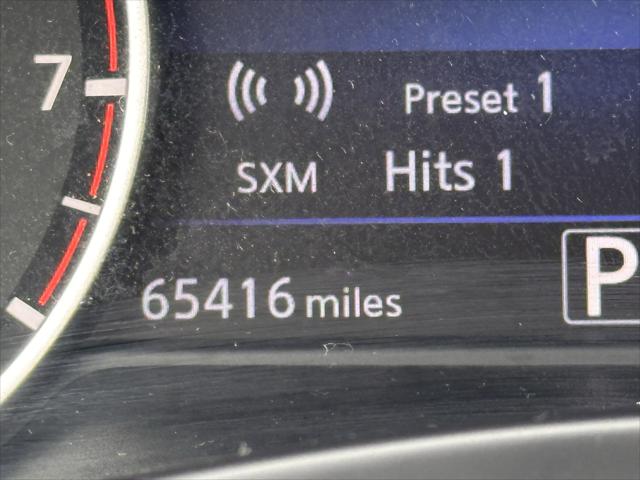 7
Preset 1
SXM Hits 1
65416 miles
P